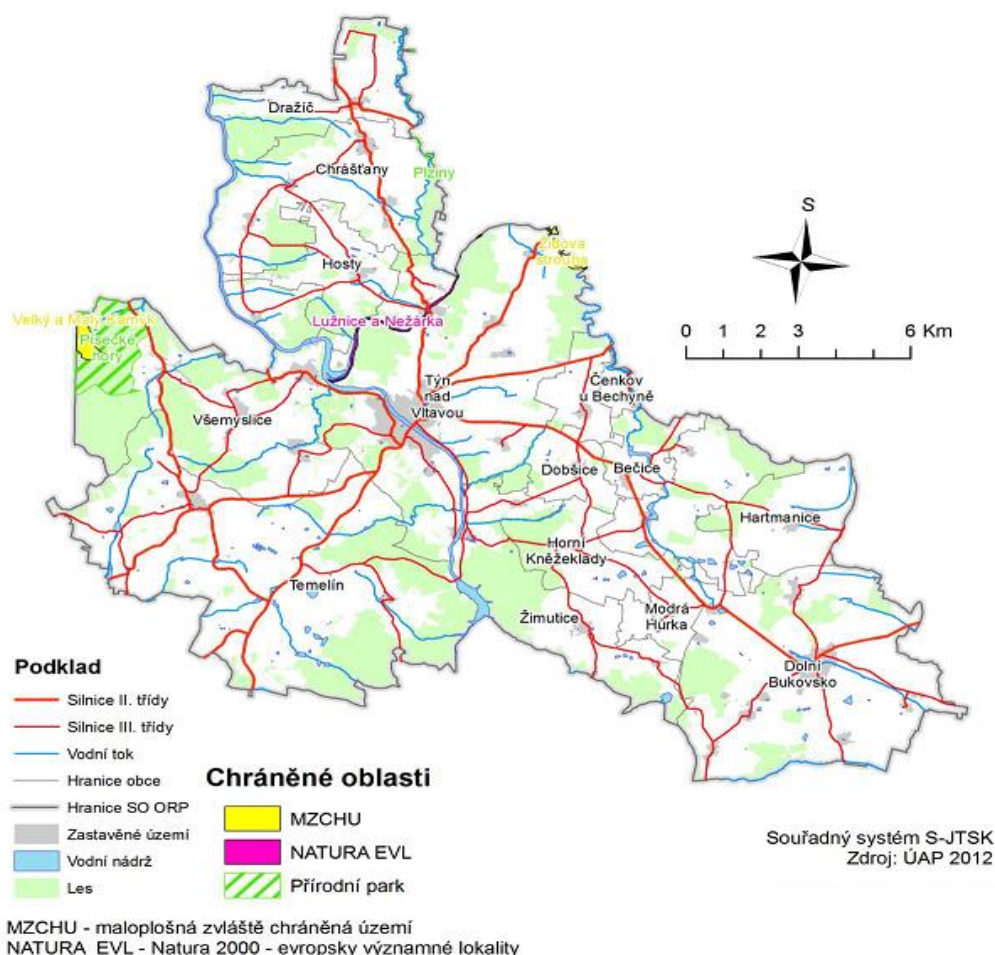 Dražíč
Chrášťany
Plziny
S
Židova
strouha
Hosty
Velký a Malý Kamýk
Písecké
hory
Lužnice a Nežárka
0 1 2 3 6 Km
Týn
nad
Vltavou
Čenkov
u Bechyně
Všemyslice
Dobšice
Bečice
Hartmanice
Horní
Kněžeklady
Temelín
Žimutice
Modrá
Hůrka
Dolní
Bukovsko
Podklad
Silnice II. třídy
Silnice III. třídy
Vodní tok
Hranice obce
Hranice SO ORP
Zastavěné území
Vodní nádrž
Les
Chráněné oblasti
MZCHU
NATURA EVL
Přírodní park
Souřadný systém S-JTSK
Zdroj: ÚAP 2012
MZCHU - maloplošná zvláště chráněná území
NATURA EVL - Natura 2000 - evropsky významné lokality